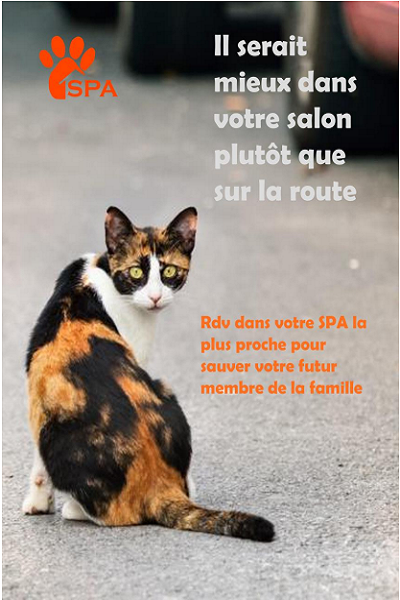 SPA
Il serait
mieux dans
votre salon
plutôt que
sur la route
Rdv dans votre SPA la
plus proche pour
sauver votre futur
membre de la famille